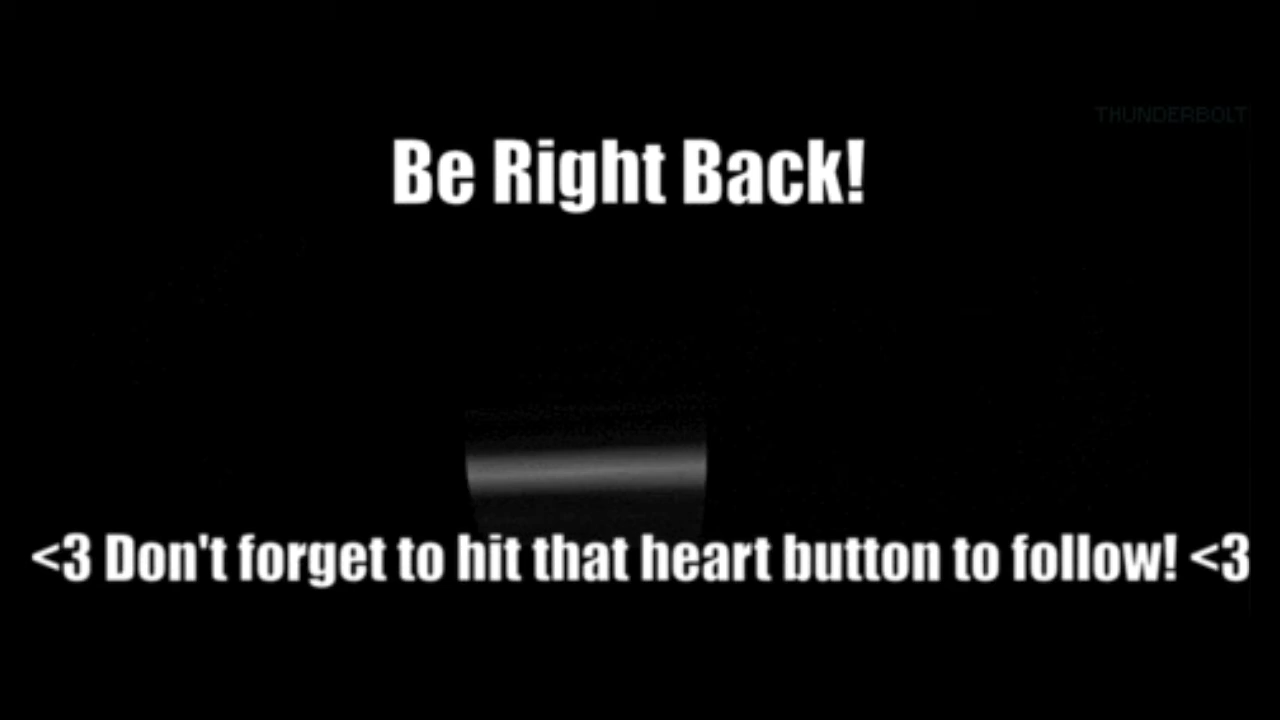 THUNDERBOLT
Be Right Back!
<3 Don't forget to hit that heart button to follow! <3